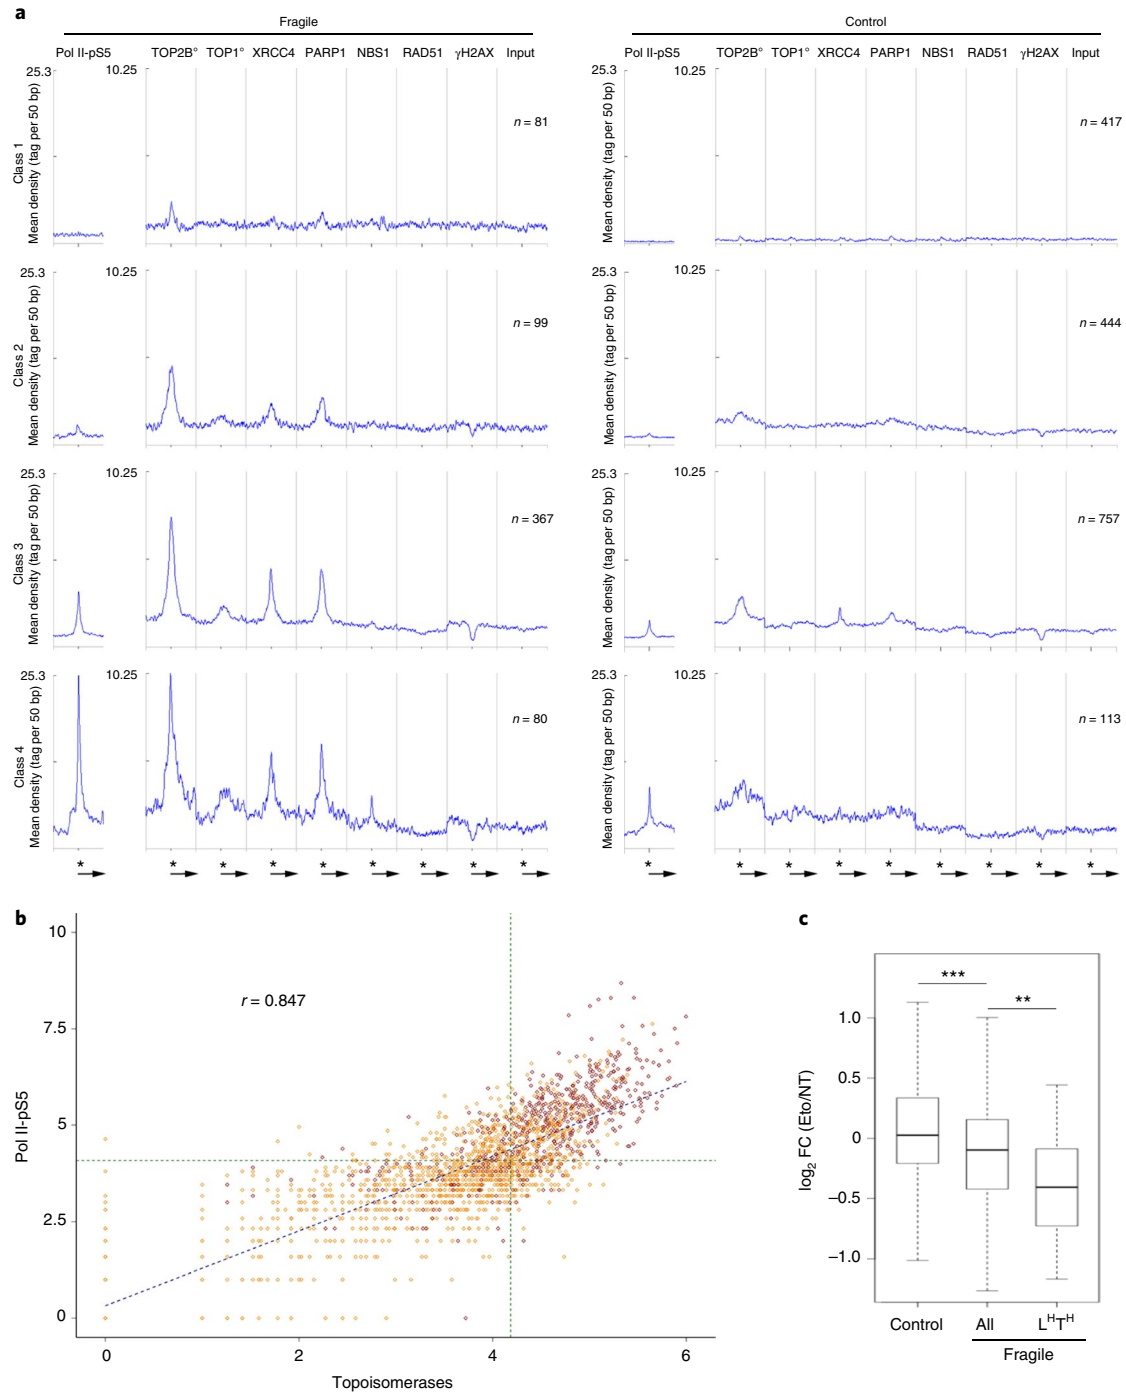 a
Fragile
Control
Pol II-pS5 TOP2B° TOP1° XRCC4 PARP1 NBS1 RAD51 γH2AX Input
Pol II-pS5 TOP2B° TOP1° XRCC4 PARP1 NBS1 RAD51 γH2AX Input
Class 1
Mean density (tag per 50 bp)
25.3
10.25
n = 81
Mean density (tag per 50 bp)
25.3
10.25
n = 417
Class 2
Mean density (tag per 50 bp)
25.3
10.25
n = 99
Mean density (tag per 50 bp)
25.3
10.25
n = 444
Class 3
Mean density (tag per 50 bp)
25.3
10.25
n = 367
Mean density (tag per 50 bp)
25.3
10.25
n = 757
Class 4
Mean density (tag per 50 bp)
25.3
10.25
n = 80
Mean density (tag per 50 bp)
25.3
10.25
n = 113
* * * * * * * * *
* * * * * * * * *
b
Pol II-pS5
10
7.5
5
2.5
0
r = 0.847
0 2 4 6
Topoisomerases
c
log₂ FC (Eto/NT)
1.0
0.5
0
–0.5
–1.0
***
**
Control All LᴴTᴴ
Fragile